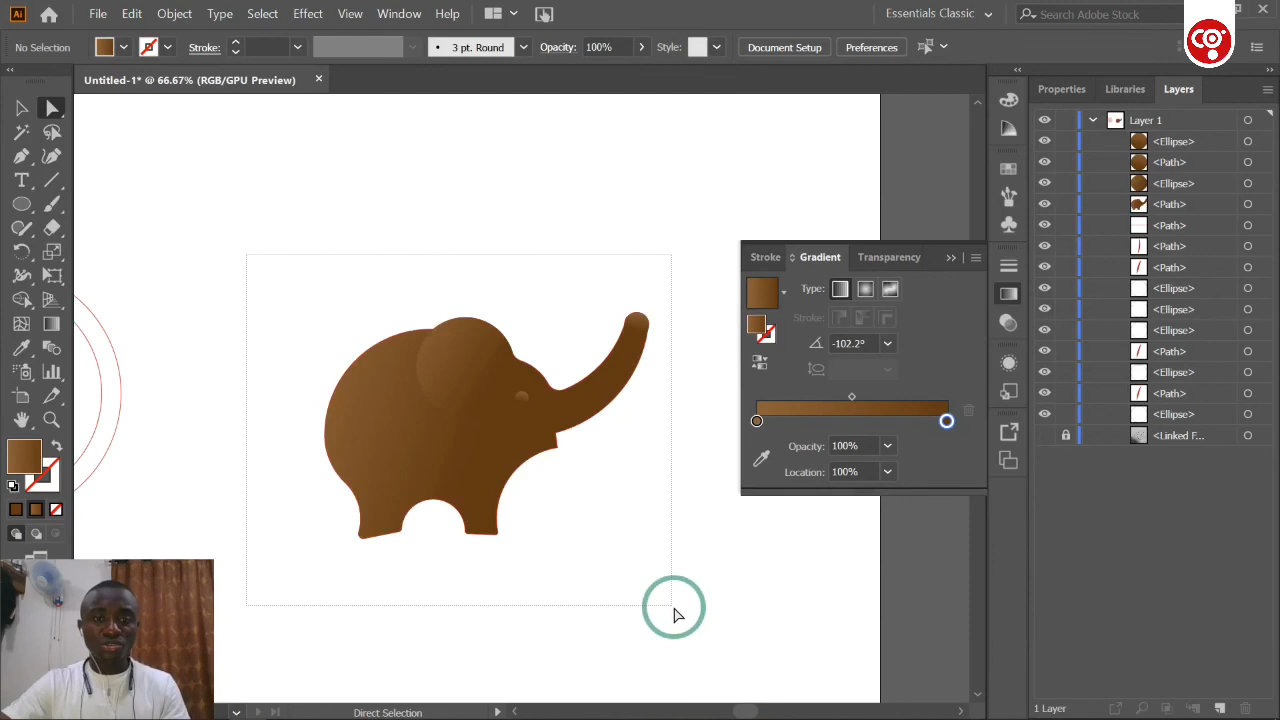 Ai File Edit Object Type Select Effect View Window Help Essentials Classic Search Adobe Stock
No Selection Stroke: 3 pt. Round Opacity: 100% Style: Document Setup Preferences
Untitled-1* @ 66.67% (RGB/GPU Preview)
Properties Libraries Layers
Layer 1
<Ellipse>
<Path>
<Ellipse>
<Path>
<Path>
<Path>
<Path>
<Ellipse>
<Ellipse>
<Ellipse>
<Path>
<Ellipse>
<Path>
<Ellipse>
<Linked F...
Stroke Gradient Transparency
Type:
Stroke:
-102.2°
Opacity: 100%
Location: 100%
Direct Selection
1 Layer